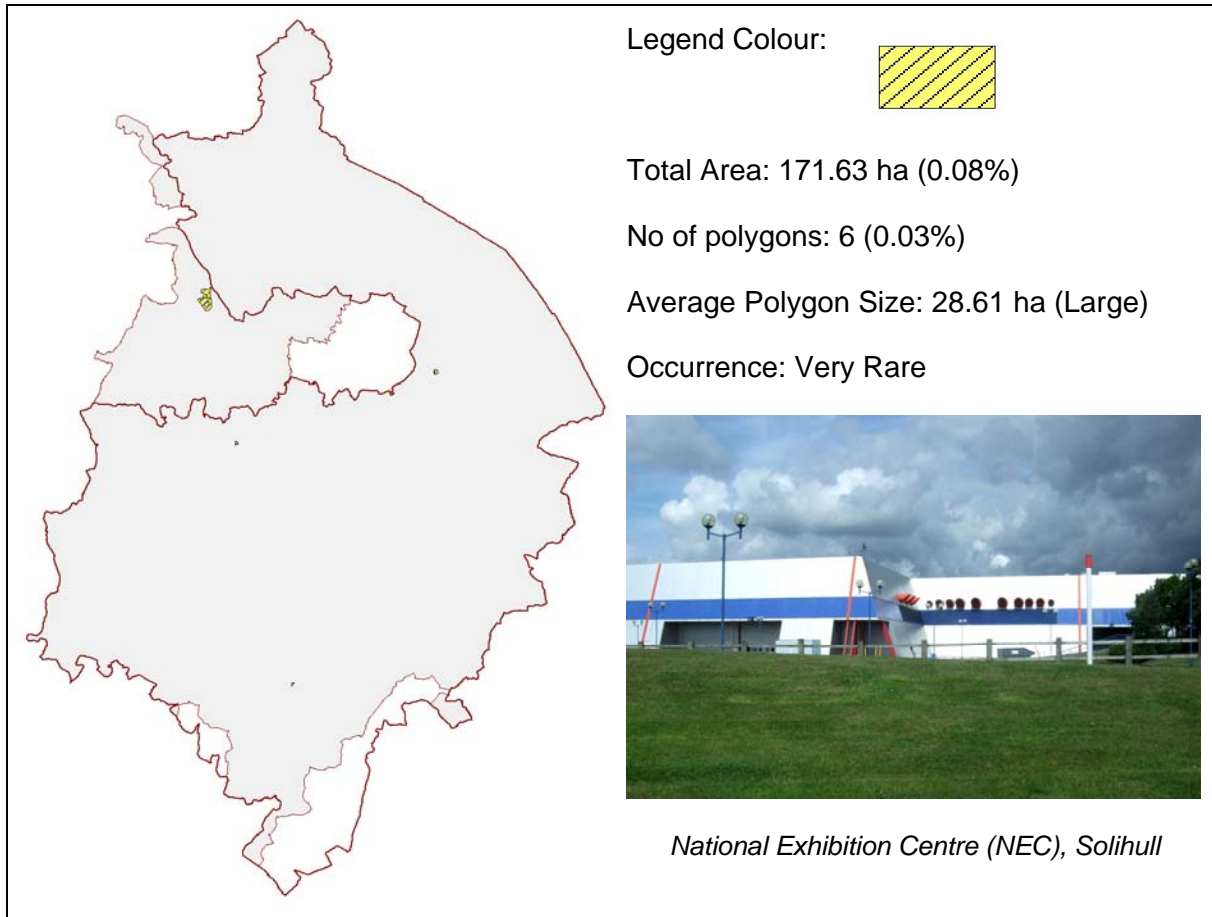 Legend Colour:
Total Area: 171.63 ha (0.08%)
No of polygons: 6 (0.03%)
Average Polygon Size: 28.61 ha (Large)
Occurrence: Very Rare
National Exhibition Centre (NEC), Solihull